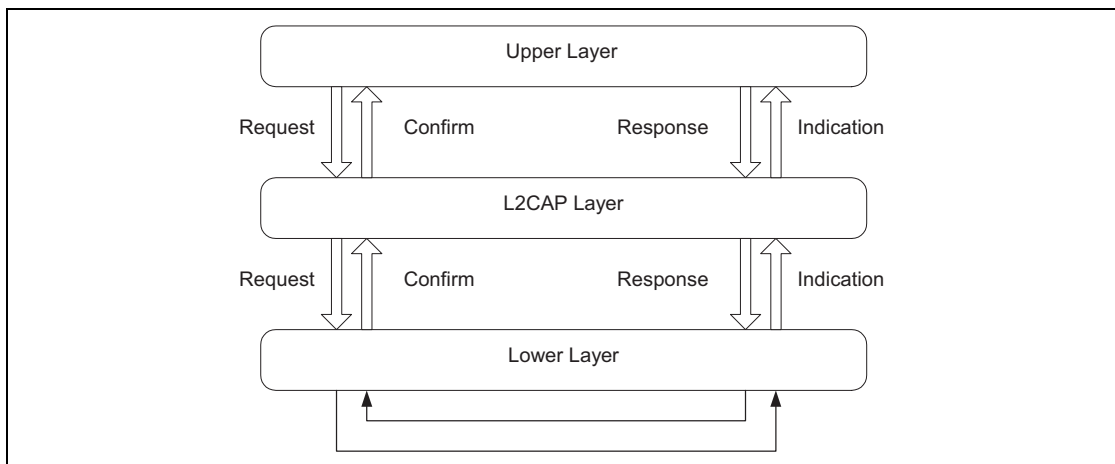 Upper Layer
Request Confirm Response Indication
L2CAP Layer
Request Confirm Response Indication
Lower Layer